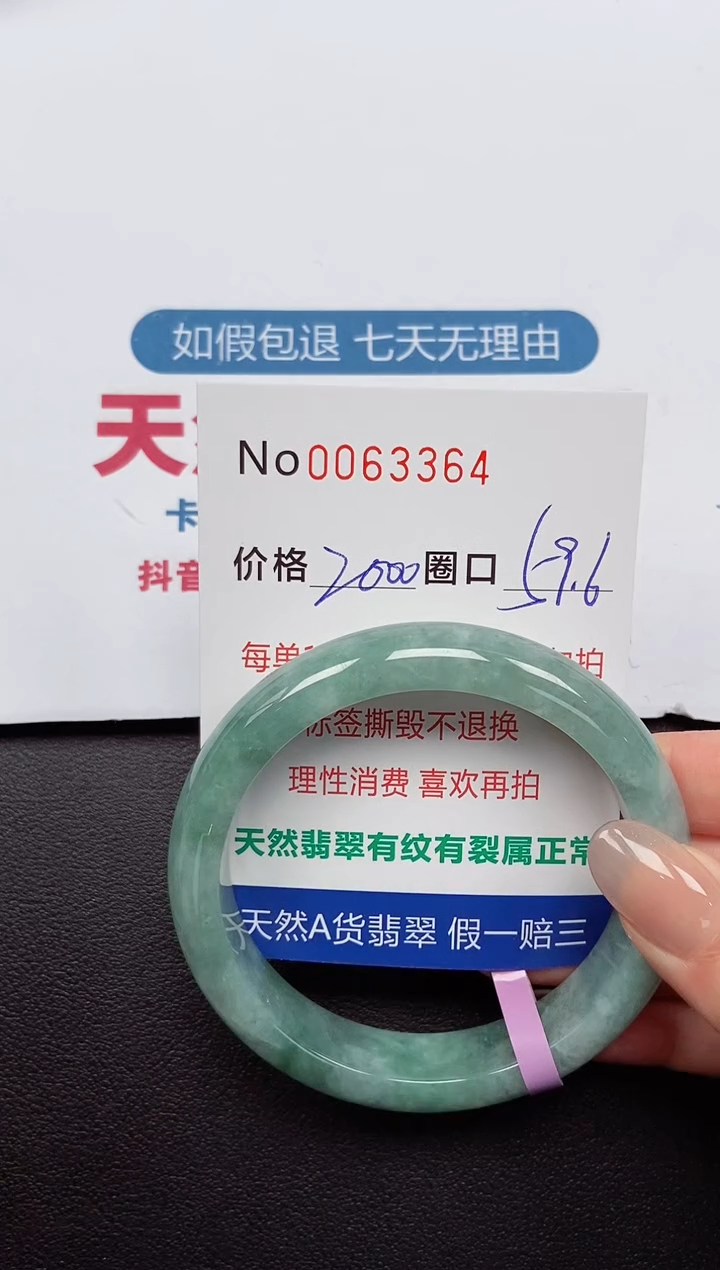 如假包退 七天无理由
天
No0063364
卡
价格 2000 圈口 59.6
抖音
每单 拍
标签撕毁不退换
理性消费 喜欢再拍
天然翡翠有纹有裂属正常
天然A货翡翠 假一赔三